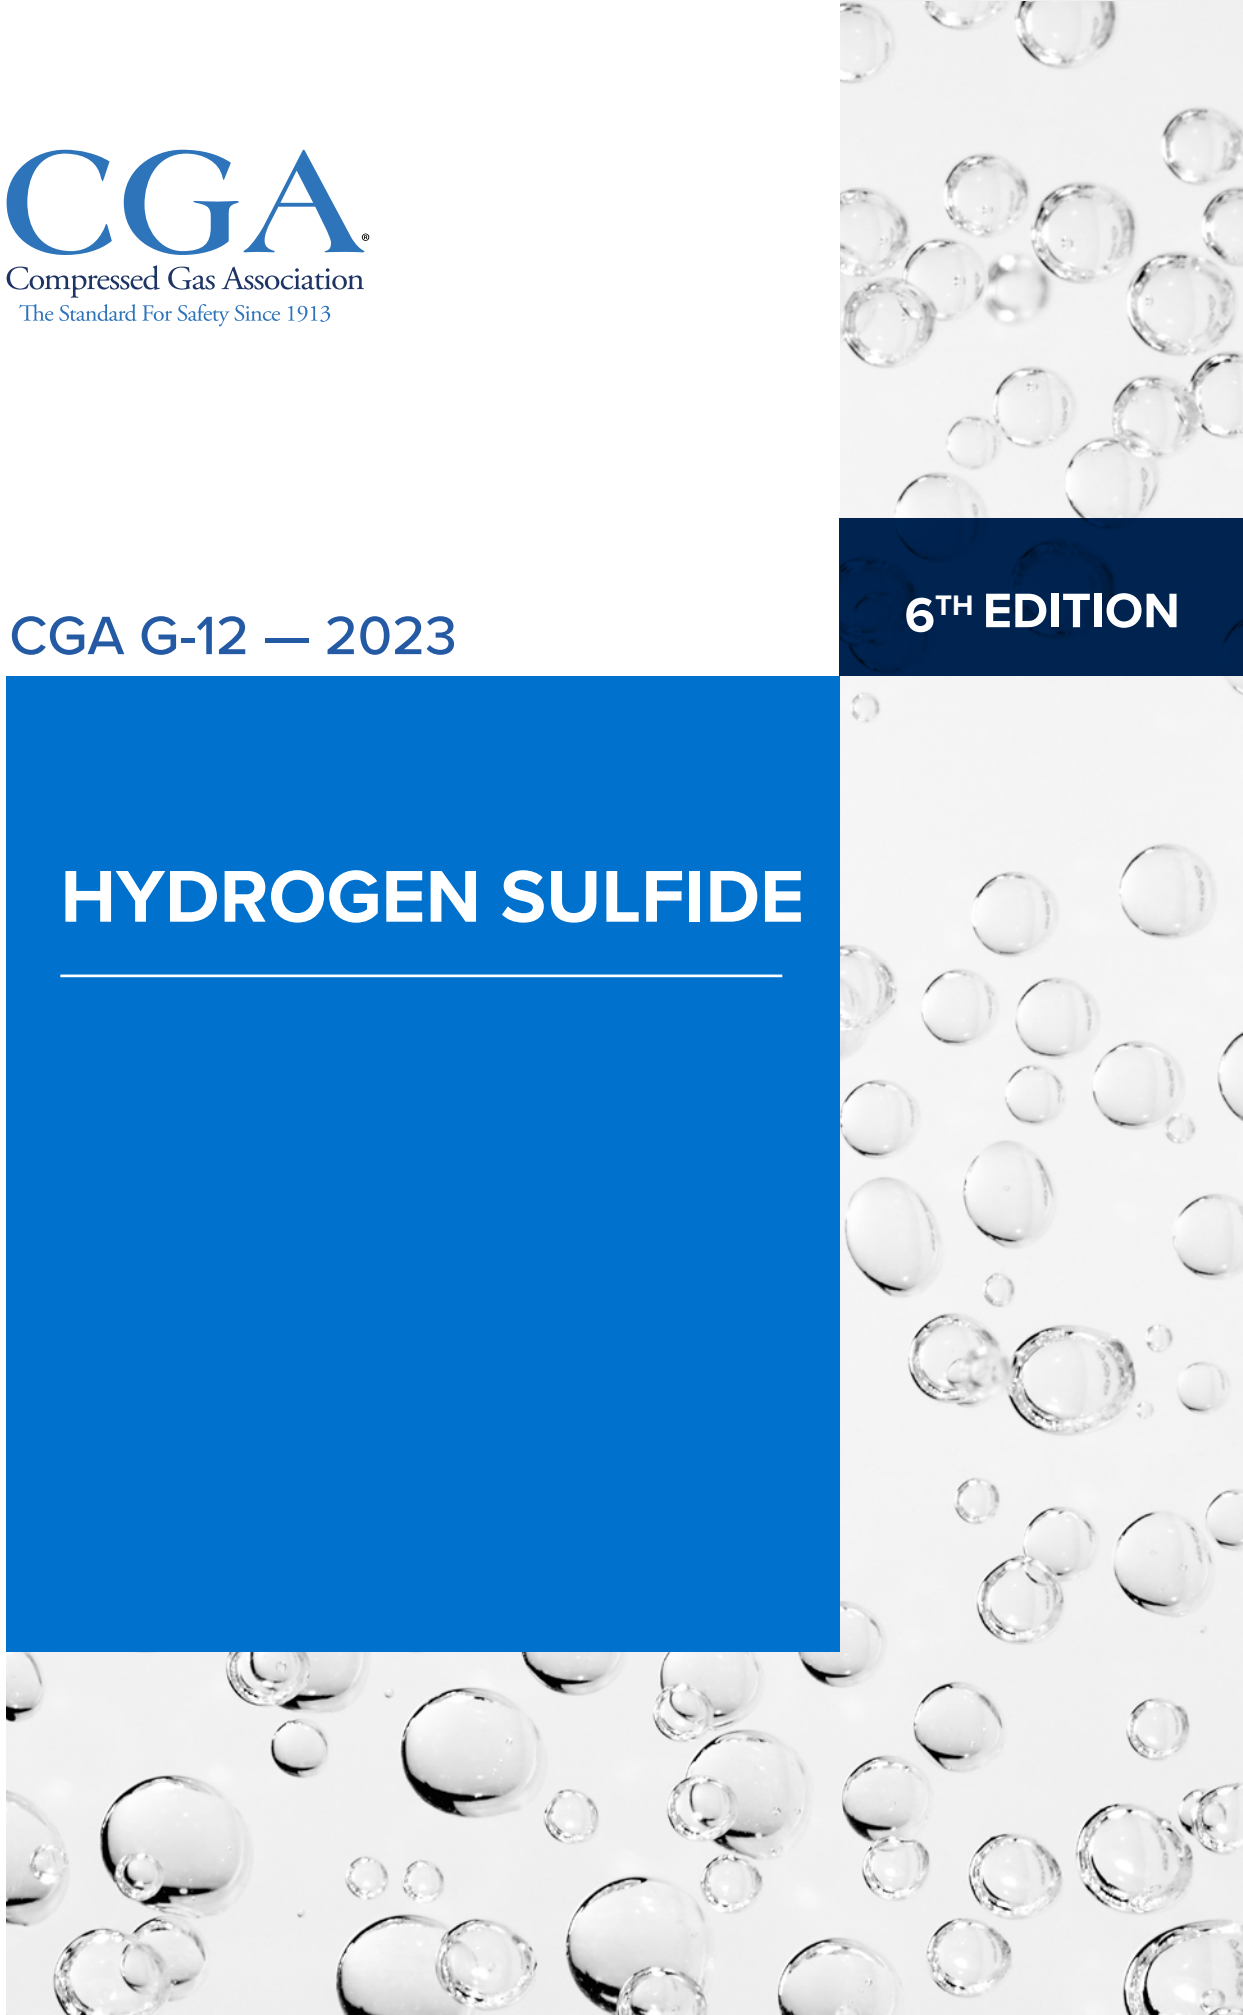 CGA®
Compressed Gas Association
The Standard For Safety Since 1913
CGA G-12 — 2023
6TH EDITION
HYDROGEN SULFIDE